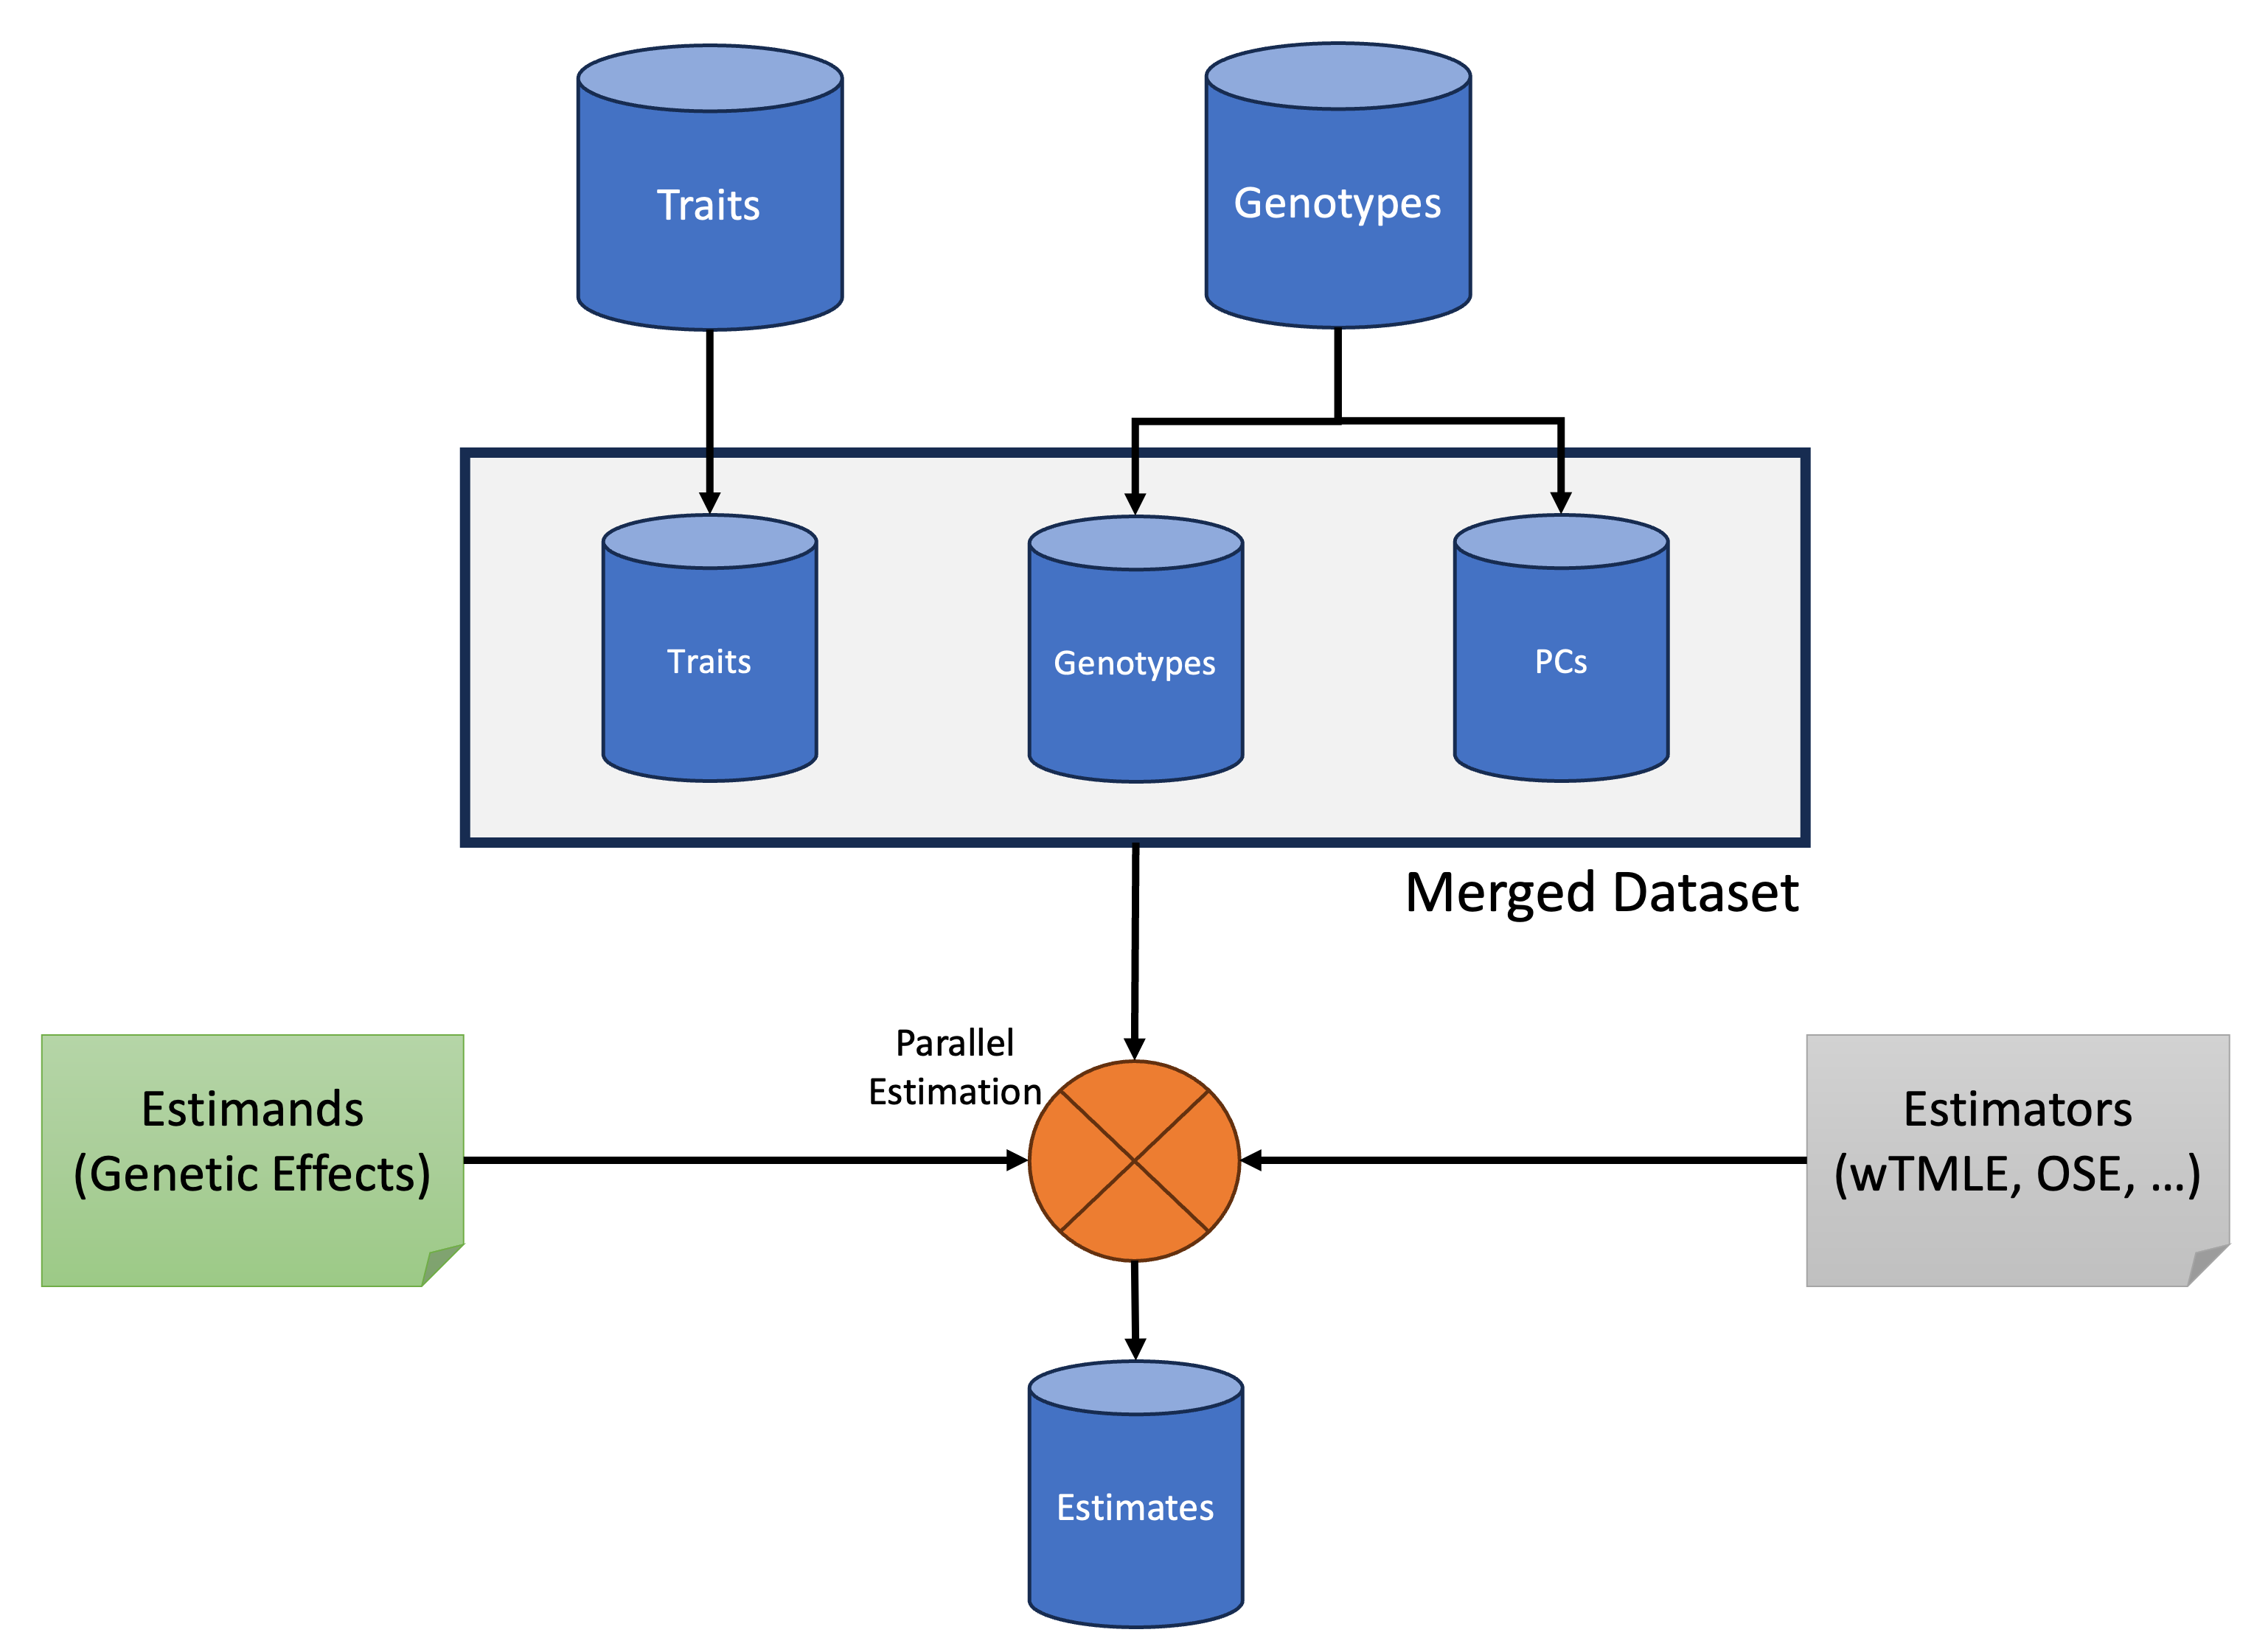 Traits
Genotypes
Traits
Genotypes
PCs
Merged Dataset
Parallel
Estimation
Estimands
(Genetic Effects)
Estimators
(wTMLE, OSE, ...)
Estimates